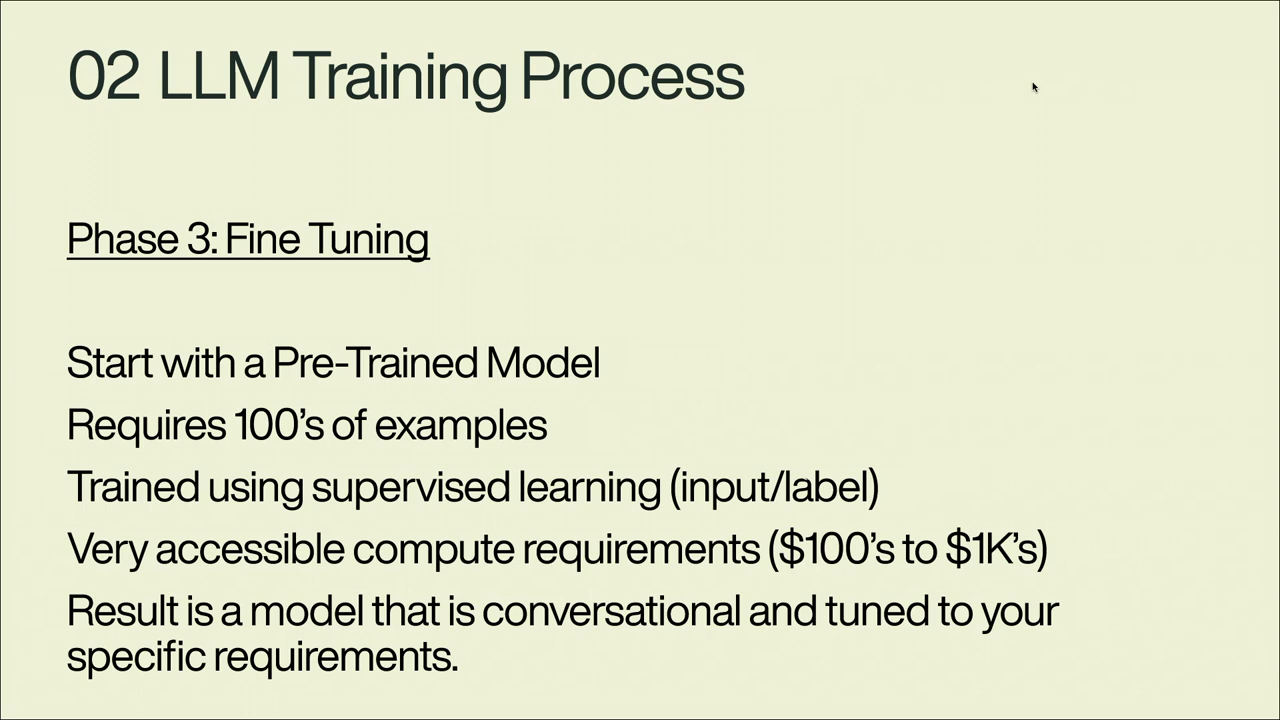 02 LLM Training Process
Phase 3: Fine Tuning
Start with a Pre-Trained Model
Requires 100’s of examples
Trained using supervised learning (input/label)
Very accessible compute requirements ($100’s to $1K’s)
Result is a model that is conversational and tuned to your
specific requirements.